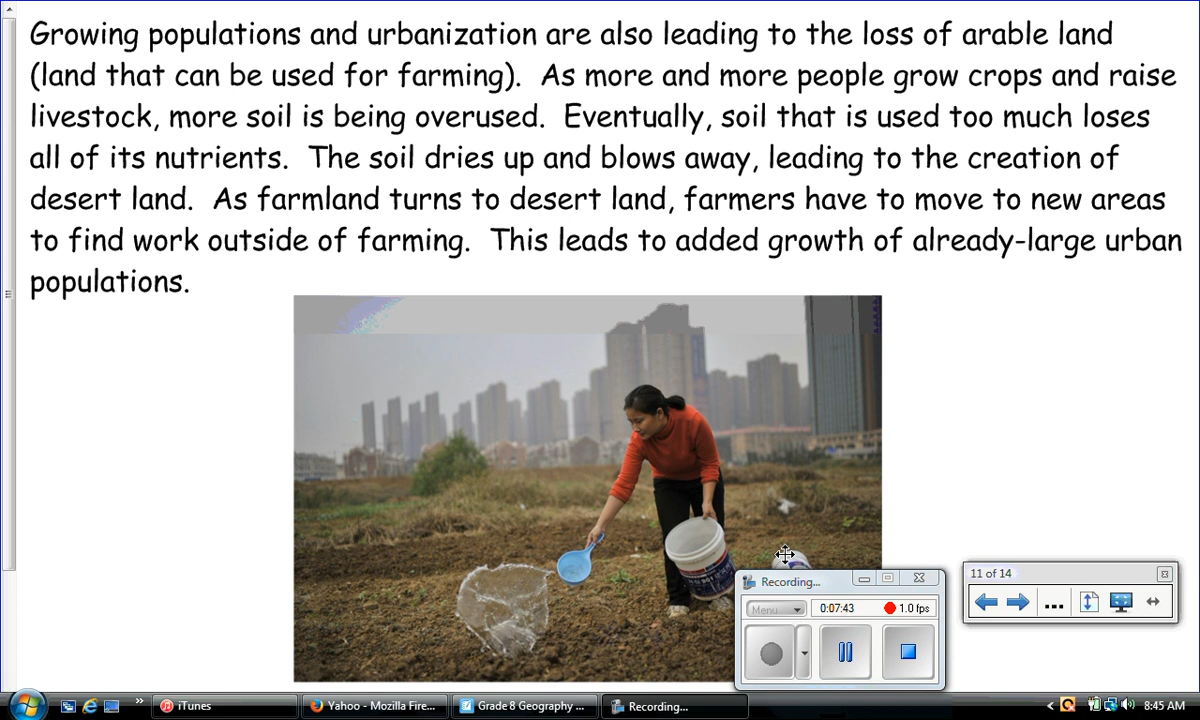 Growing populations and urbanization are also leading to the loss of arable land
(land that can be used for farming).  As more and more people grow crops and raise
livestock, more soil is being overused.  Eventually, soil that is used too much loses
all of its nutrients.  The soil dries up and blows away, leading to the creation of
desert land.  As farmland turns to desert land, farmers have to move to new areas
to find work outside of farming.  This leads to added growth of already-large urban
populations.
11 of 14
Recording...
Menu
0:07:43
1.0 fps
iTunes
Yahoo - Mozilla Fire...
Grade 8 Geography ...
Recording...
8:45 AM